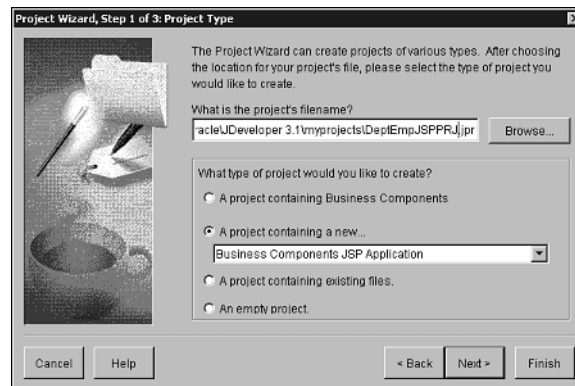 Project Wizard, Step 1 of 3: Project Type
The Project Wizard can create projects of various types. After choosing
the location for your project's file, please select the type of project you
would like to create.
What is the project's filename?
racle\JDeveloper 3.1\myprojects\DeptEmpJSPPRJ.jpr
Browse...
What type of project would you like to create?
A project containing Business Components
A project containing a new...
Business Components JSP Application
A project containing existing files.
An empty project.
Cancel Help < Back Next > Finish